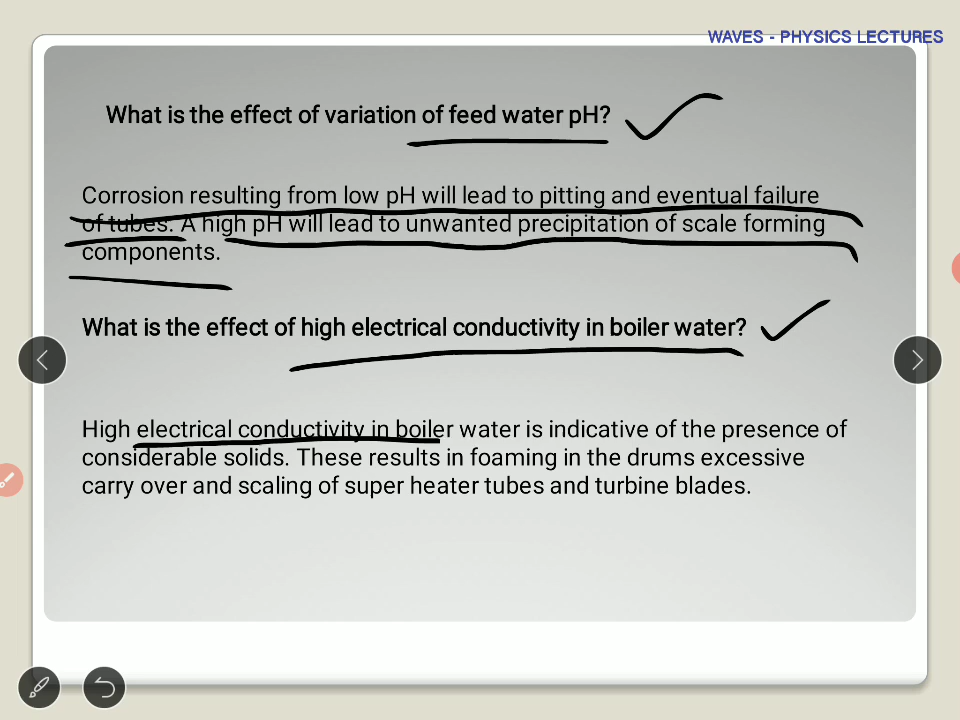 WAVES - PHYSICS LECTURES
What is the effect of variation of feed water pH?
Corrosion resulting from low pH will lead to pitting and eventual failure
of tubes. A high pH will lead to unwanted precipitation of scale forming
components.
What is the effect of high electrical conductivity in boiler water?
High electrical conductivity in boiler water is indicative of the presence of
considerable solids. These results in foaming in the drums excessive
carry over and scaling of super heater tubes and turbine blades.